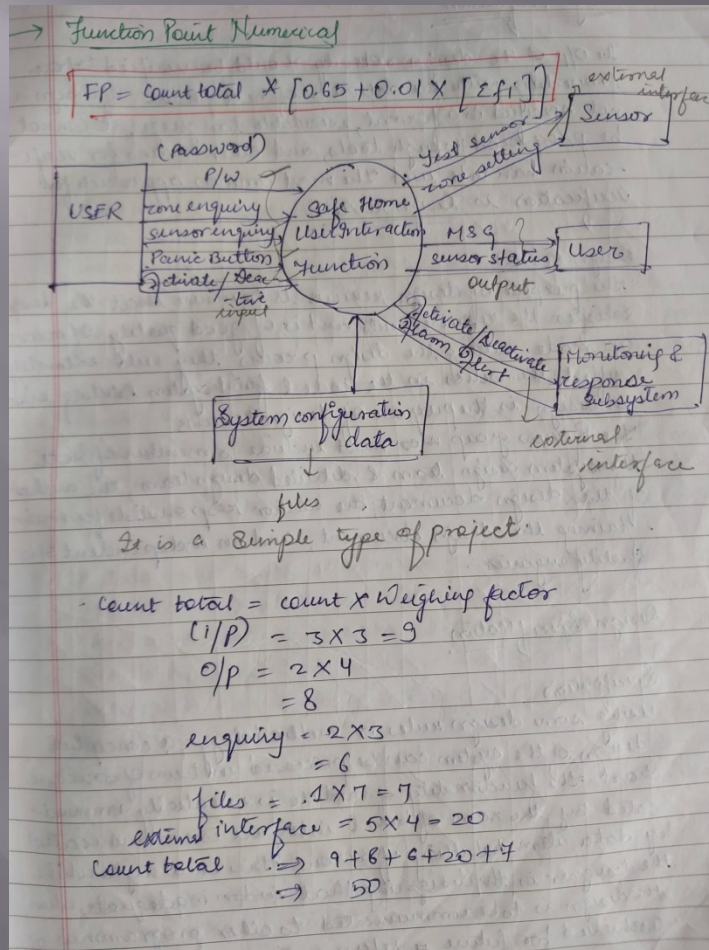 → Function Point Numerical
FP = Count total × [0.65 + 0.01 × [Σfi]]
external interface
Sensor
(Password)
P/W
Test sensor
zone setting
USER
zone enquiry
sensor enquiry
Panic Button
Activate/Deac
-tive
input
Safe Home
User Interaction
Function
MSG
sensor status
User
output
Activate/Deactivate
Alarm Alert
Monitoring &
response
Subsystem
System configuration
data
external
interface
files
It is a Simple type of project.
Count total = count × Weighing factor
(i/P) = 3×3 = 9
O/p = 2×4
= 8
enquiry = 2×3
= 6
files = 1×7 = 7
external interface = 5×4 = 20
Count total ⇒ 9+8+6+20+7
⇒ 50